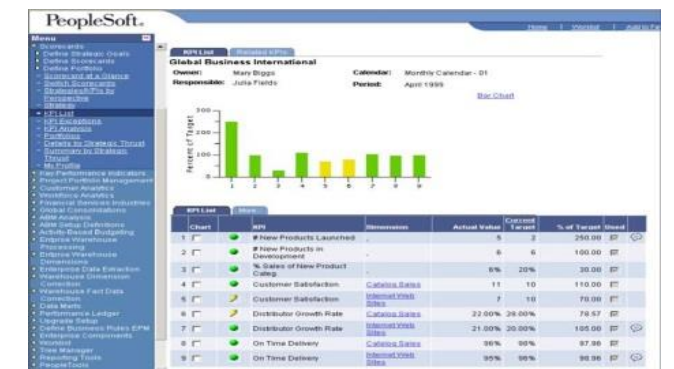 PeopleSoft.
Home | Worklist | Add to Fa
Menu
Scorecards
Define Strategic Goals
Define Scorecards
Define Portfolio
Scorecard at a Glance
Switch Scorecards
Strategies/KPIs by
Perspective
Strategy
KPI List
KPI Exceptions
KPI Analysis
Portfolios
Details by Strategic Thrust
Summary by Strategic
Thrust
My Profile
Key Performance Indicators
Project Portfolio Management
Customer Analytics
Workforce Analytics
Financial Services Industries
Global Consolidations
ABM Analysis
ABM Setup Definitions
Activity-Based Budgeting
Entprise Warehouse
Processing
Entprise Warehouse
Dimensions
Enterprise Data Extraction
Warehouse Dimension
Correction
Warehouse Fact Data
Correction
Data Marts
Performance Ledger
Upgrade Setup
Define Business Rules EPM
Enterprise Components
Worklist
Tree Manager
Reporting Tools
PeopleTools
KPI List Related KPIs
Global Business International
Owner: Mary Biggs Calendar: Monthly Calendar - 01
Responsible: Julia Fields Period: April 1999
Bar Chart
Percent of Target
300
200
100
1 2 3 4 5 6 7 8 9
KPI List More
Chart KPI Dimension Actual Value Current Target % of Target Used
1 # New Products Launched 5 2 250.00
2 # New Products in Development 6 6 100.00
3 % Sales of New Product Categ 6% 20% 30.00
4 Customer Satisfaction Catalog Sales 11 10 110.00
5 Customer Satisfaction Internet Web Sites 7 10 70.00
6 Distributor Growth Rate Catalog Sales 22.00% 28.00% 78.57
7 Distributor Growth Rate Internet Web Sites 21.00% 20.00% 105.00
8 On Time Delivery Catalog Sales 96% 98% 97.96
9 On Time Delivery Internet Web Sites 95% 96% 98.96